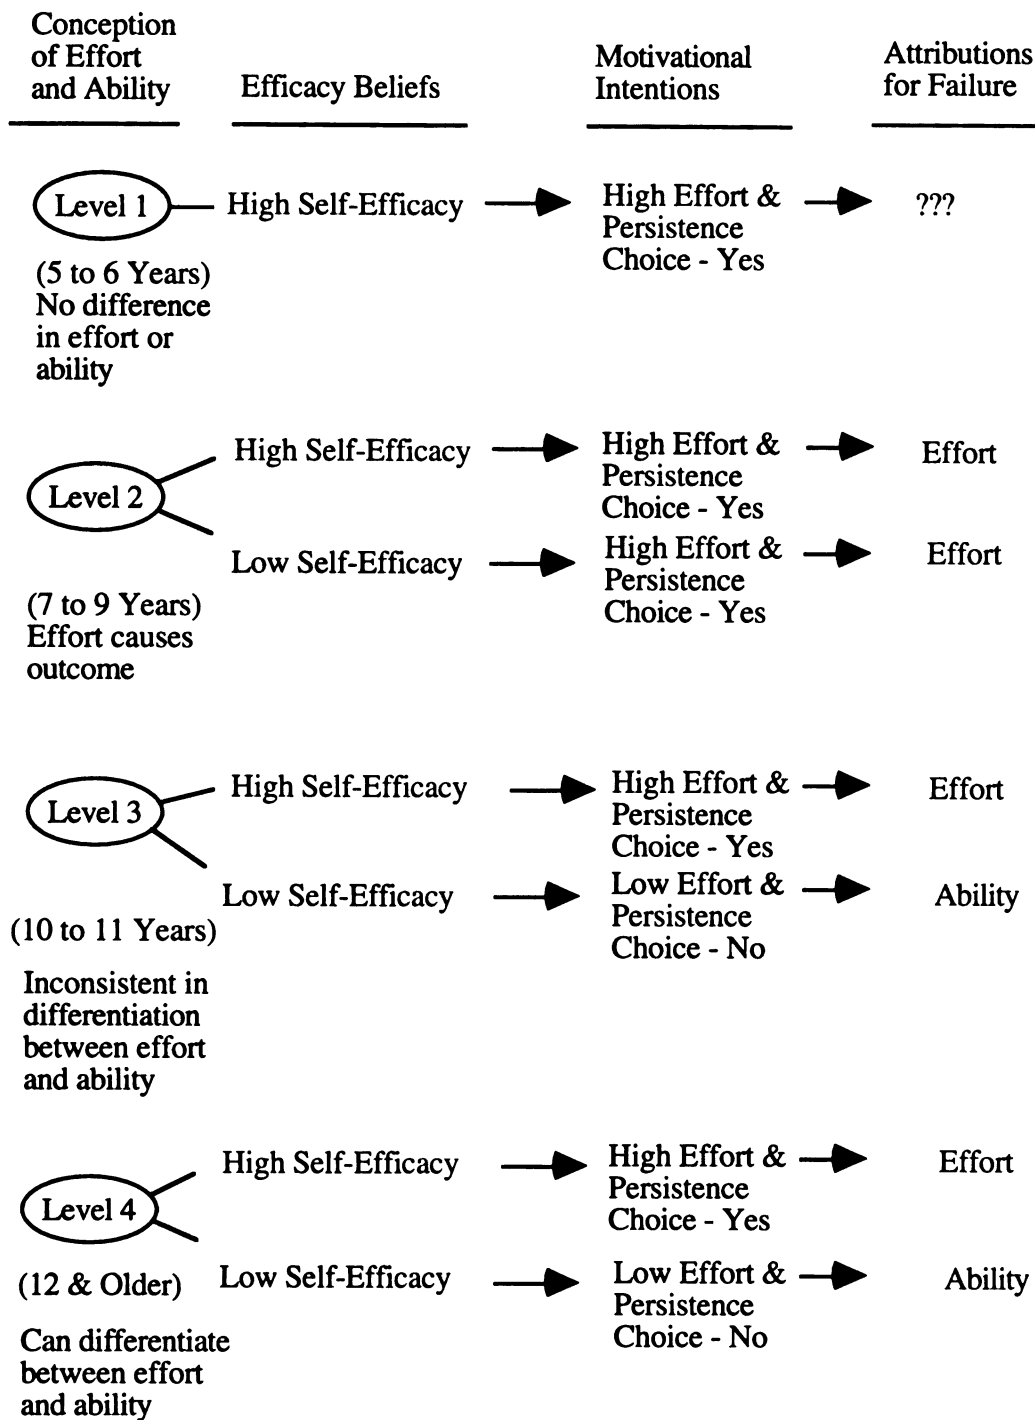 Conception
of Effort
and Ability
Efficacy Beliefs
Motivational
Intentions
Attributions
for Failure
Level 1
High Self-Efficacy
High Effort &
Persistence
Choice - Yes
???
(5 to 6 Years)
No difference
in effort or
ability
Level 2
High Self-Efficacy
High Effort &
Persistence
Choice - Yes
Effort
Low Self-Efficacy
High Effort &
Persistence
Choice - Yes
Effort
(7 to 9 Years)
Effort causes
outcome
Level 3
High Self-Efficacy
High Effort &
Persistence
Choice - Yes
Effort
Low Self-Efficacy
Low Effort &
Persistence
Choice - No
Ability
(10 to 11 Years)
Inconsistent in
differentiation
between effort
and ability
Level 4
High Self-Efficacy
High Effort &
Persistence
Choice - Yes
Effort
Low Self-Efficacy
Low Effort &
Persistence
Choice - No
Ability
(12 & Older)
Can differentiate
between effort
and ability